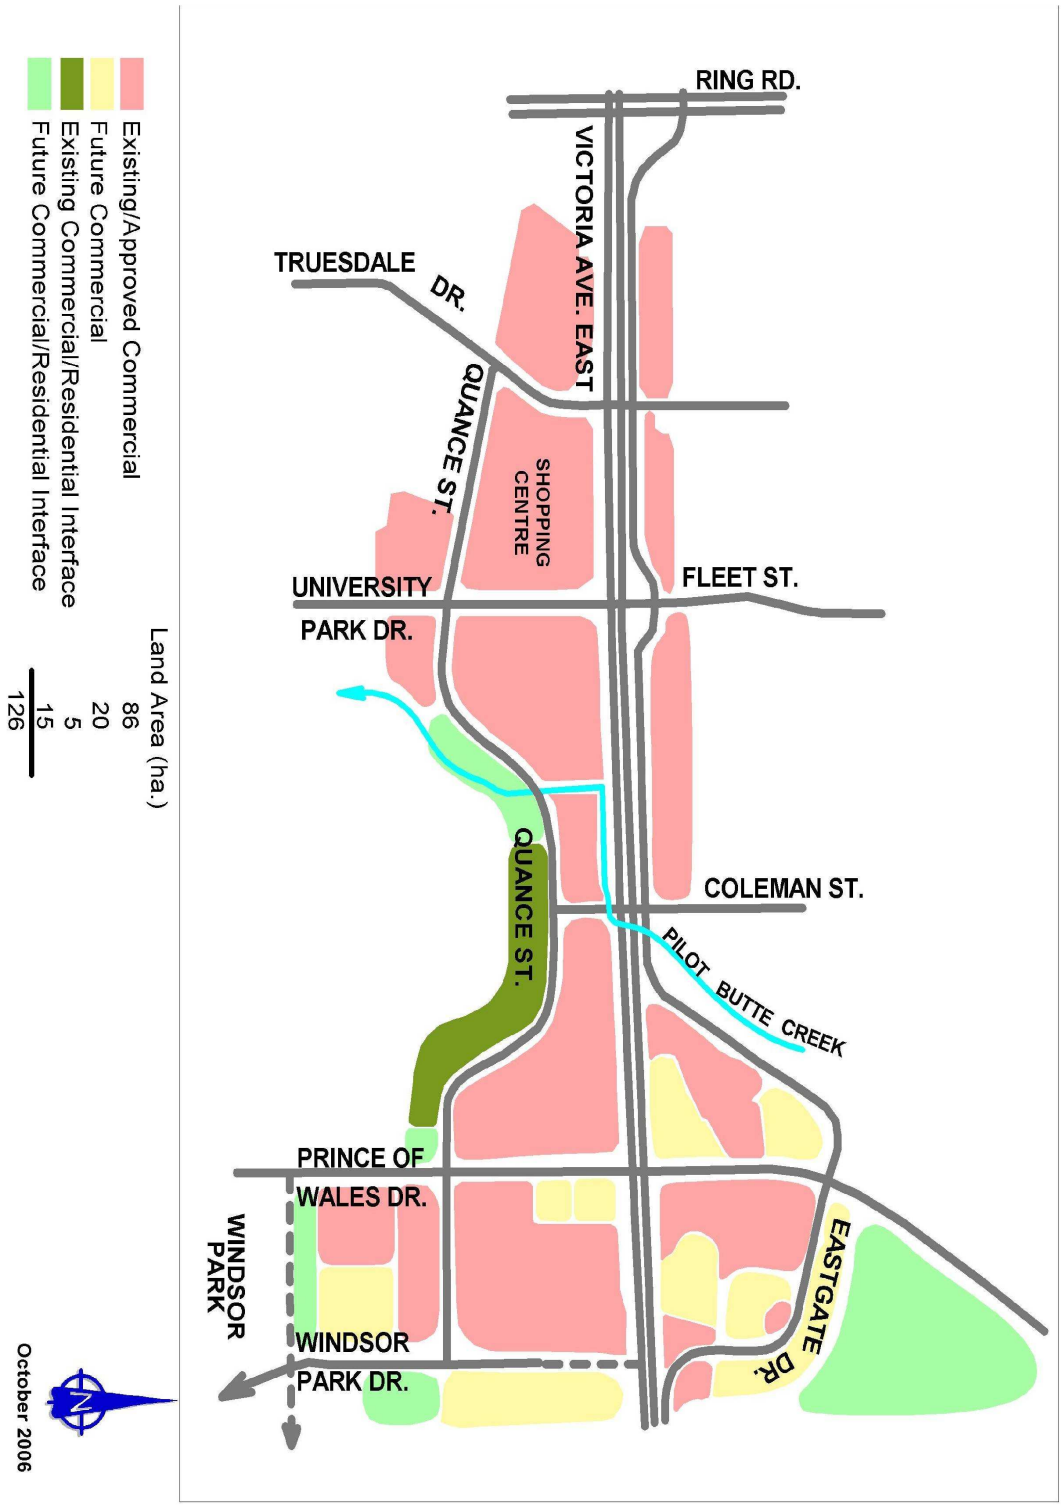 RING RD.
VICTORIA AVE. EAST
TRUESDALE
DR.
QUANCE ST.
SHOPPING
CENTRE
UNIVERSITY
PARK DR.
FLEET ST.
COLEMAN ST.
QUANCE ST.
PILOT BUTTE CREEK
PRINCE OF
WALES DR.
EASTGATE DR.
WINDSOR
PARK
WINDSOR
PARK DR.
Land Area (ha.)
Existing/Approved Commercial 86
Future Commercial 20
Existing Commercial/Residential Interface 5
Future Commercial/Residential Interface 15
126
N
October 2006